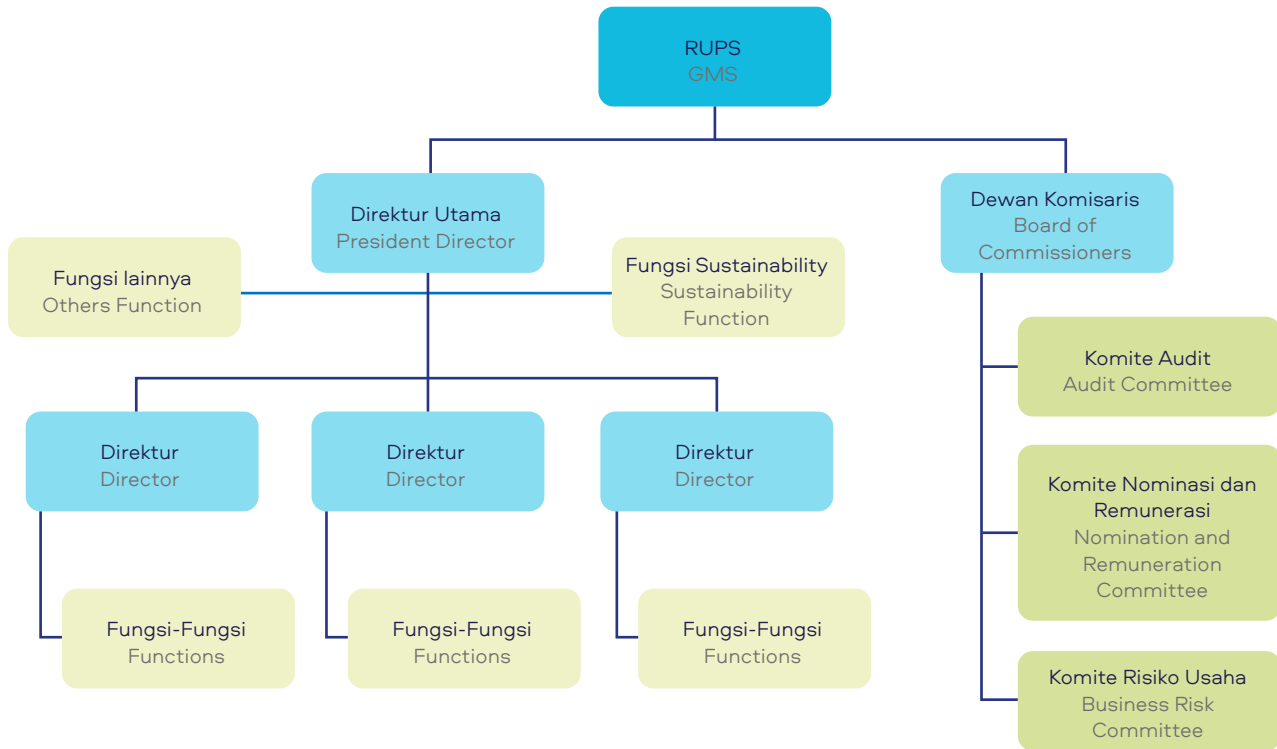 RUPS
GMS
Direktur Utama
President Director
Dewan Komisaris
Board of
Commissioners
Fungsi lainnya
Others Function
Fungsi Sustainability
Sustainability
Function
Komite Audit
Audit Committee
Direktur
Director
Direktur
Director
Direktur
Director
Komite Nominasi dan
Remunerasi
Nomination and
Remuneration
Committee
Fungsi-Fungsi
Functions
Fungsi-Fungsi
Functions
Fungsi-Fungsi
Functions
Komite Risiko Usaha
Business Risk
Committee